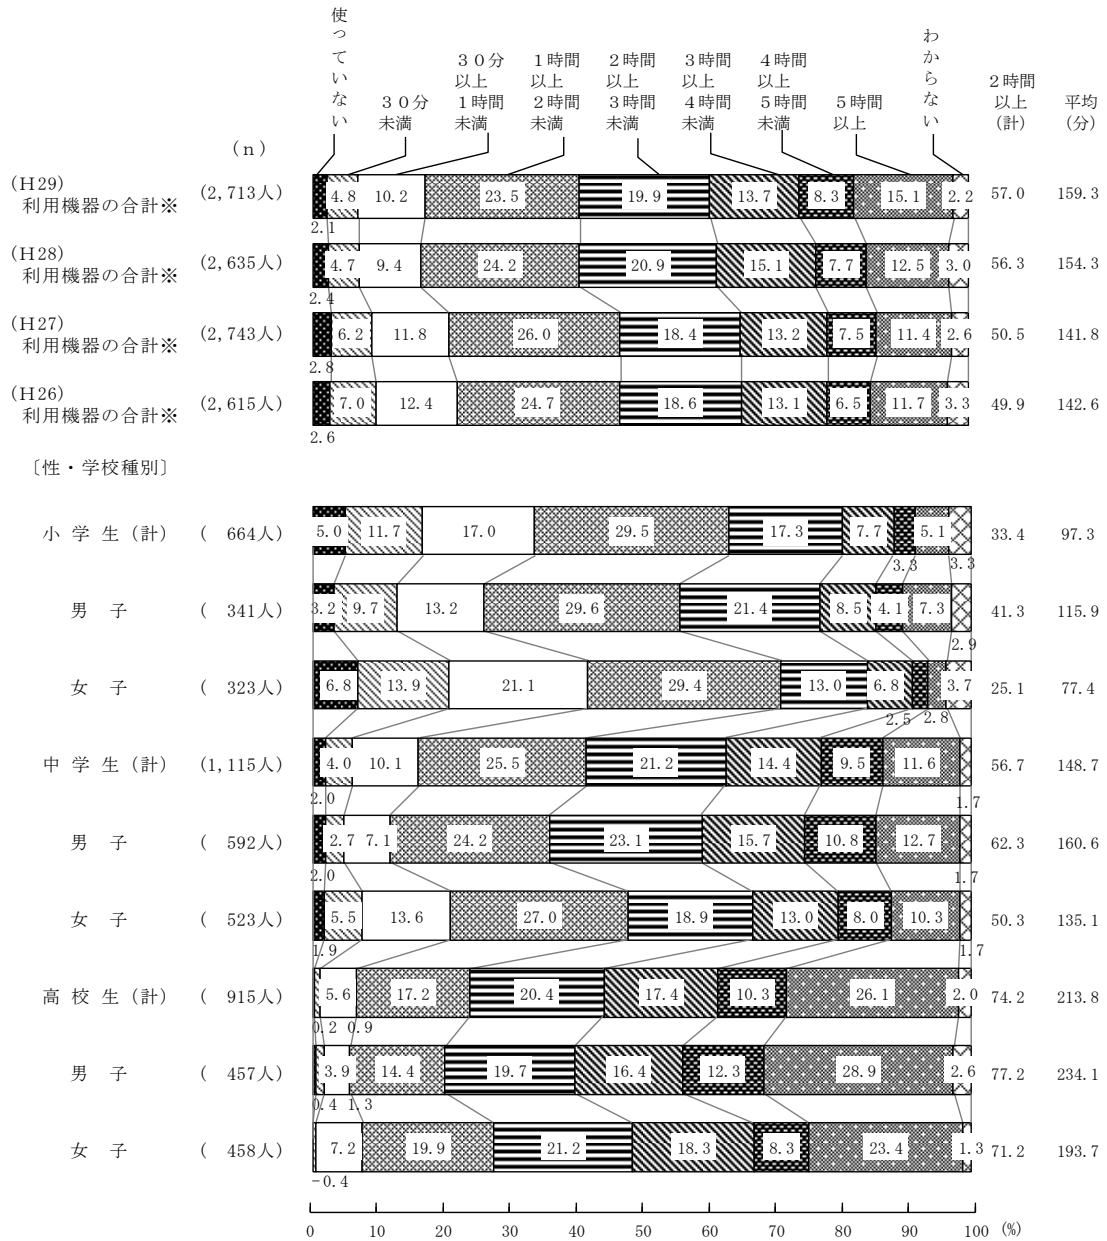 使っていない
３０分
未満
３０分
以上
１時間
未満
１時間
以上
２時間
未満
２時間
以上
３時間
未満
３時間
以上
４時間
未満
４時間
以上
５時間
未満
５時間
以上
わからない
２時間
以上
(計)
平均
(分)
(ｎ)
(H29)
利用機器の合計※ (2,713人) 4.8 10.2 23.5 19.9 13.7 8.3 15.1 2.2 57.0 159.3
2.1
(H28)
利用機器の合計※ (2,635人) 4.7 9.4 24.2 20.9 15.1 7.7 12.5 3.0 56.3 154.3
2.4
(H27)
利用機器の合計※ (2,743人) 6.2 11.8 26.0 18.4 13.2 7.5 11.4 2.6 50.5 141.8
2.8
(H26)
利用機器の合計※ (2,615人) 7.0 12.4 24.7 18.6 13.1 6.5 11.7 3.3 49.9 142.6
2.6
〔性・学校種別〕
小 学 生（計） ( 664人) 5.0 11.7 17.0 29.5 17.3 7.7 5.1 33.4 97.3
3.3 3.3
男 子 ( 341人) 3.2 9.7 13.2 29.6 21.4 8.5 4.1 7.3 41.3 115.9
2.9
女 子 ( 323人) 6.8 13.9 21.1 29.4 13.0 6.8 3.7 25.1 77.4
2.5 2.8
中 学 生（計） (1,115人) 4.0 10.1 25.5 21.2 14.4 9.5 11.6 56.7 148.7
2.0 1.7
男 子 ( 592人) 2.7 7.1 24.2 23.1 15.7 10.8 12.7 62.3 160.6
2.0 1.7
女 子 ( 523人) 5.5 13.6 27.0 18.9 13.0 8.0 10.3 50.3 135.1
1.9 1.7
高 校 生（計） ( 915人) 5.6 17.2 20.4 17.4 10.3 26.1 2.0 74.2 213.8
0.2 0.9
男 子 ( 457人) 3.9 14.4 19.7 16.4 12.3 28.9 2.6 77.2 234.1
0.4 1.3
女 子 ( 458人) 7.2 19.9 21.2 18.3 8.3 23.4 1.3 71.2 193.7
-0.4
0 10 20 30 40 50 60 70 80 90 100 (%)